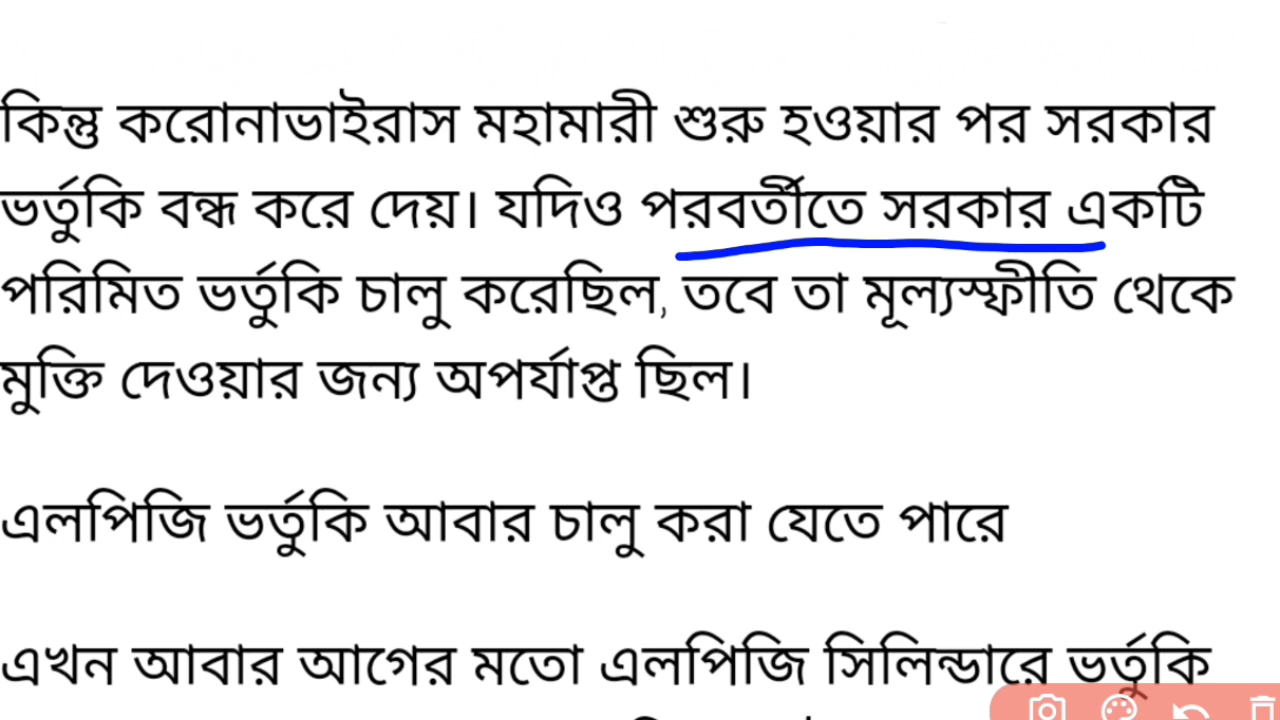 কিন্তু করোনাভাইরাস মহামারী শুরু হওয়ার পর সরকার
ভর্তুকি বন্ধ করে দেয়। যদিও পরবর্তীতে সরকার একটি
পরিমিত ভর্তুকি চালু করেছিল, তবে তা মূল্যস্ফীতি থেকে
মুক্তি দেওয়ার জন্য অপর্যাপ্ত ছিল।
এলপিজি ভর্তুকি আবার চালু করা যেতে পারে
এখন আবার আগের মতো এলপিজি সিলিন্ডারে ভর্তুকি